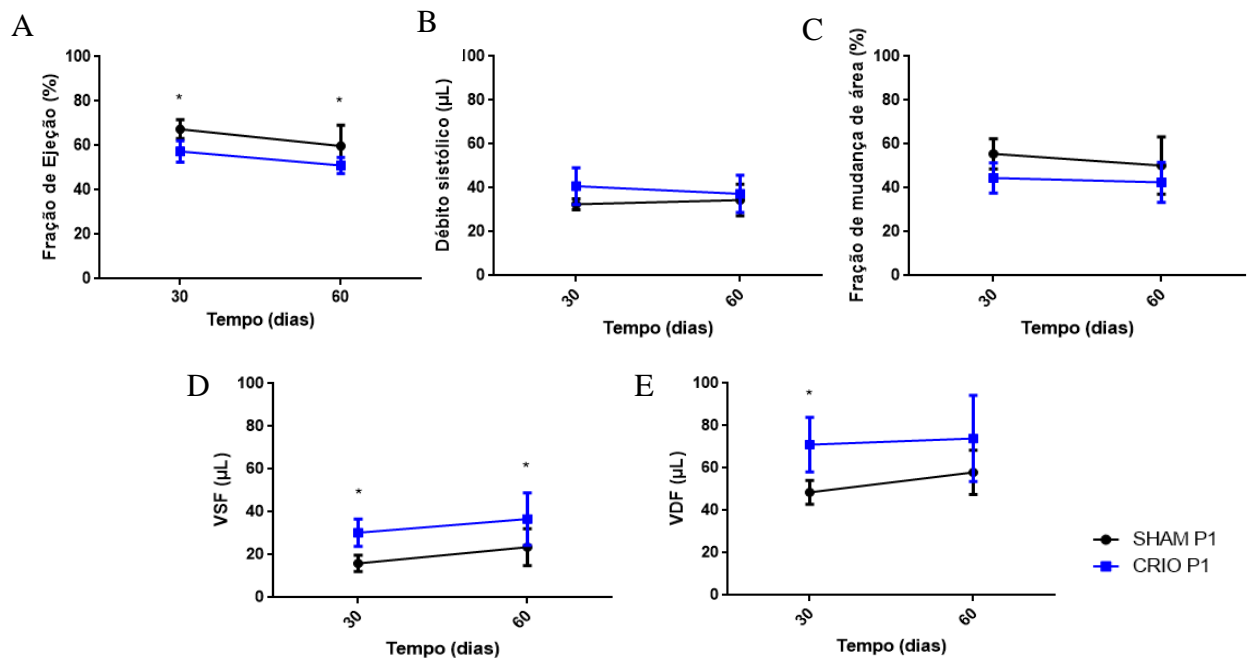 A
Fração de Ejeção (%)
100
80
60
40
20
0
*
*
30
60
Tempo (dias)
B
Débito sistólico (µL)
100
80
60
40
20
0
30
60
Tempo (dias)
C
Fração de mudança de área (%)
100
80
60
40
20
0
30
60
Tempo (dias)
D
VSF (µL)
100
80
60
40
20
0
*
*
30
60
Tempo (dias)
E
VDF (µL)
100
80
60
40
20
0
*
30
60
Tempo (dias)
SHAM P1
CRIO P1